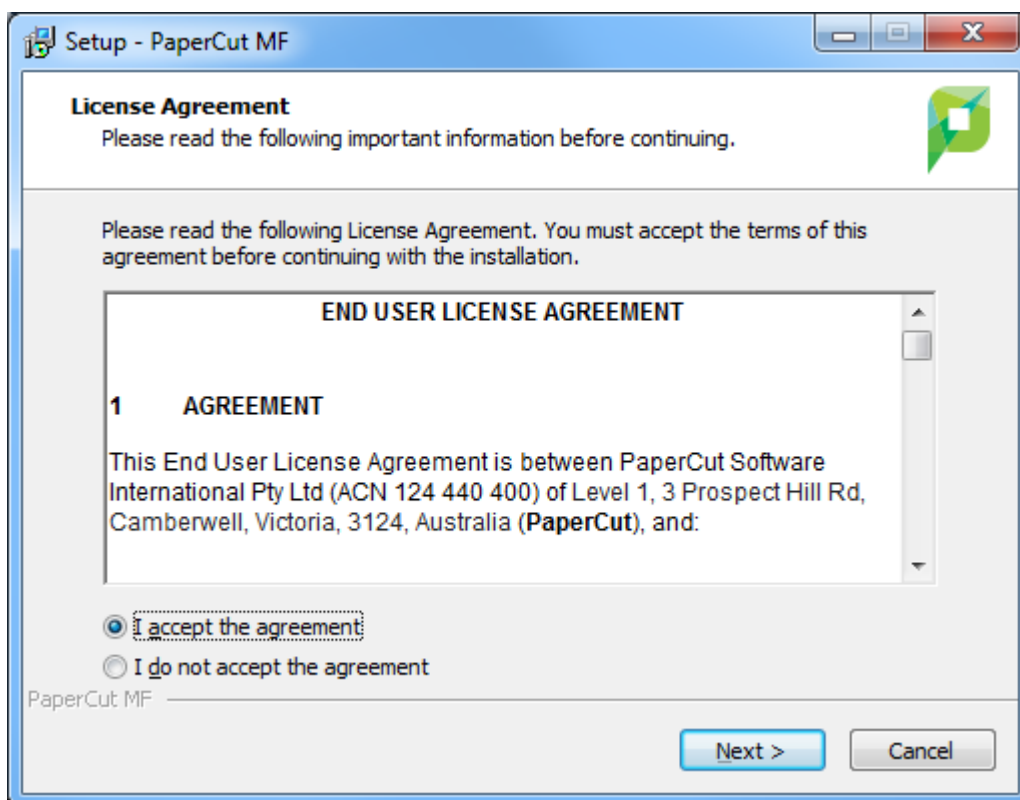 Setup - PaperCut MF
License Agreement
Please read the following important information before continuing.
Please read the following License Agreement. You must accept the terms of this
agreement before continuing with the installation.
END USER LICENSE AGREEMENT
1 AGREEMENT
This End User License Agreement is between PaperCut Software
International Pty Ltd (ACN 124 440 400) of Level 1, 3 Prospect Hill Rd,
Camberwell, Victoria, 3124, Australia (PaperCut), and:
I accept the agreement
I do not accept the agreement
PaperCut MF
Next >
Cancel